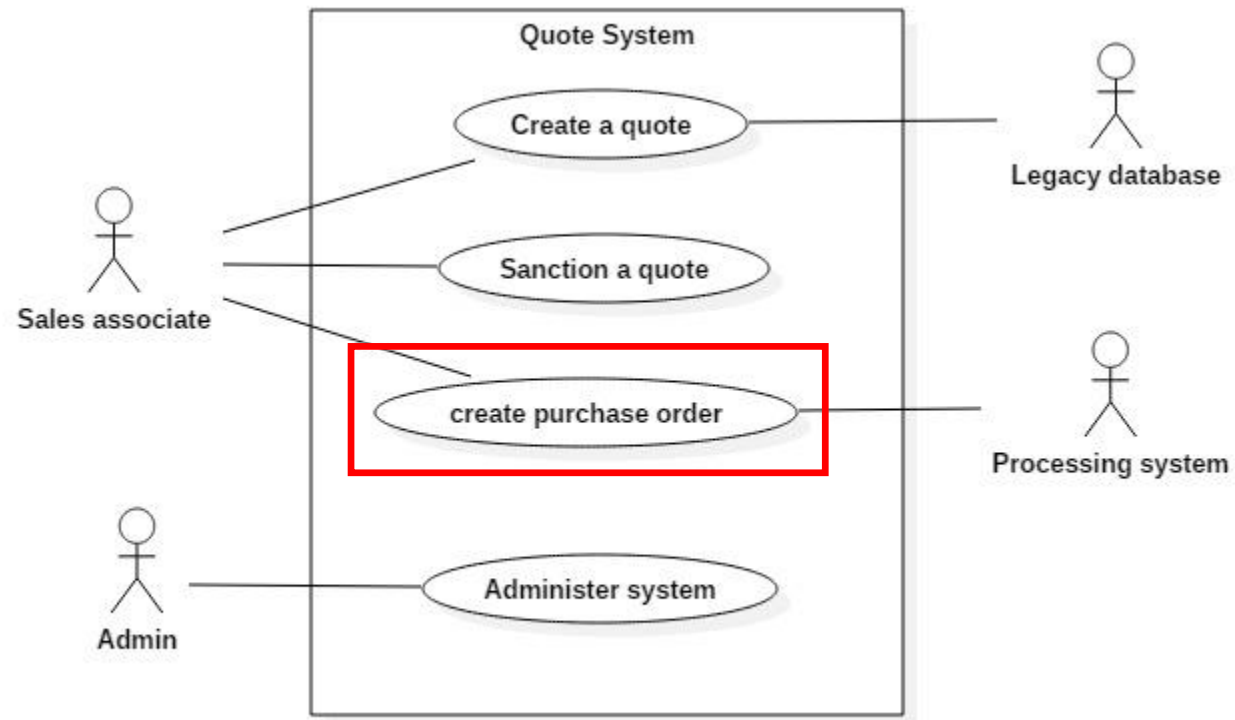 Quote System
Create a quote
Legacy database
Sanction a quote
Sales associate
create purchase order
Processing system
Administer system
Admin